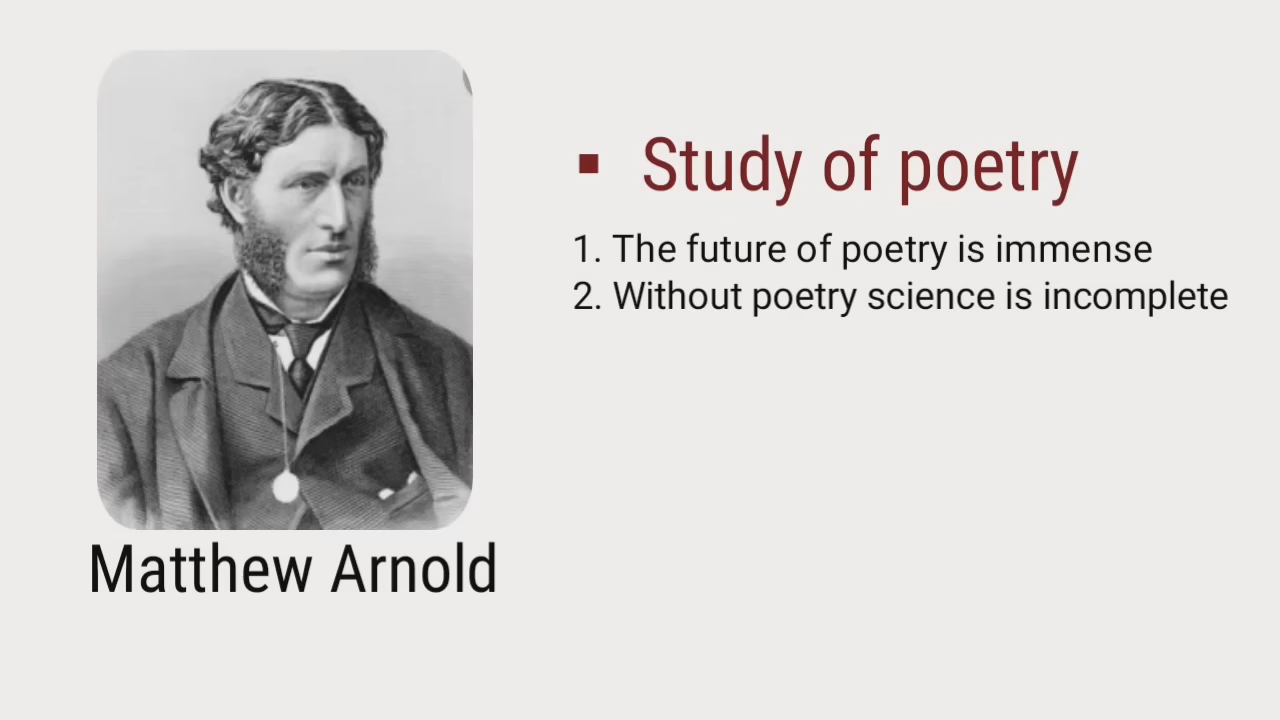 Study of poetry
1. The future of poetry is immense
2. Without poetry science is incomplete
Matthew Arnold